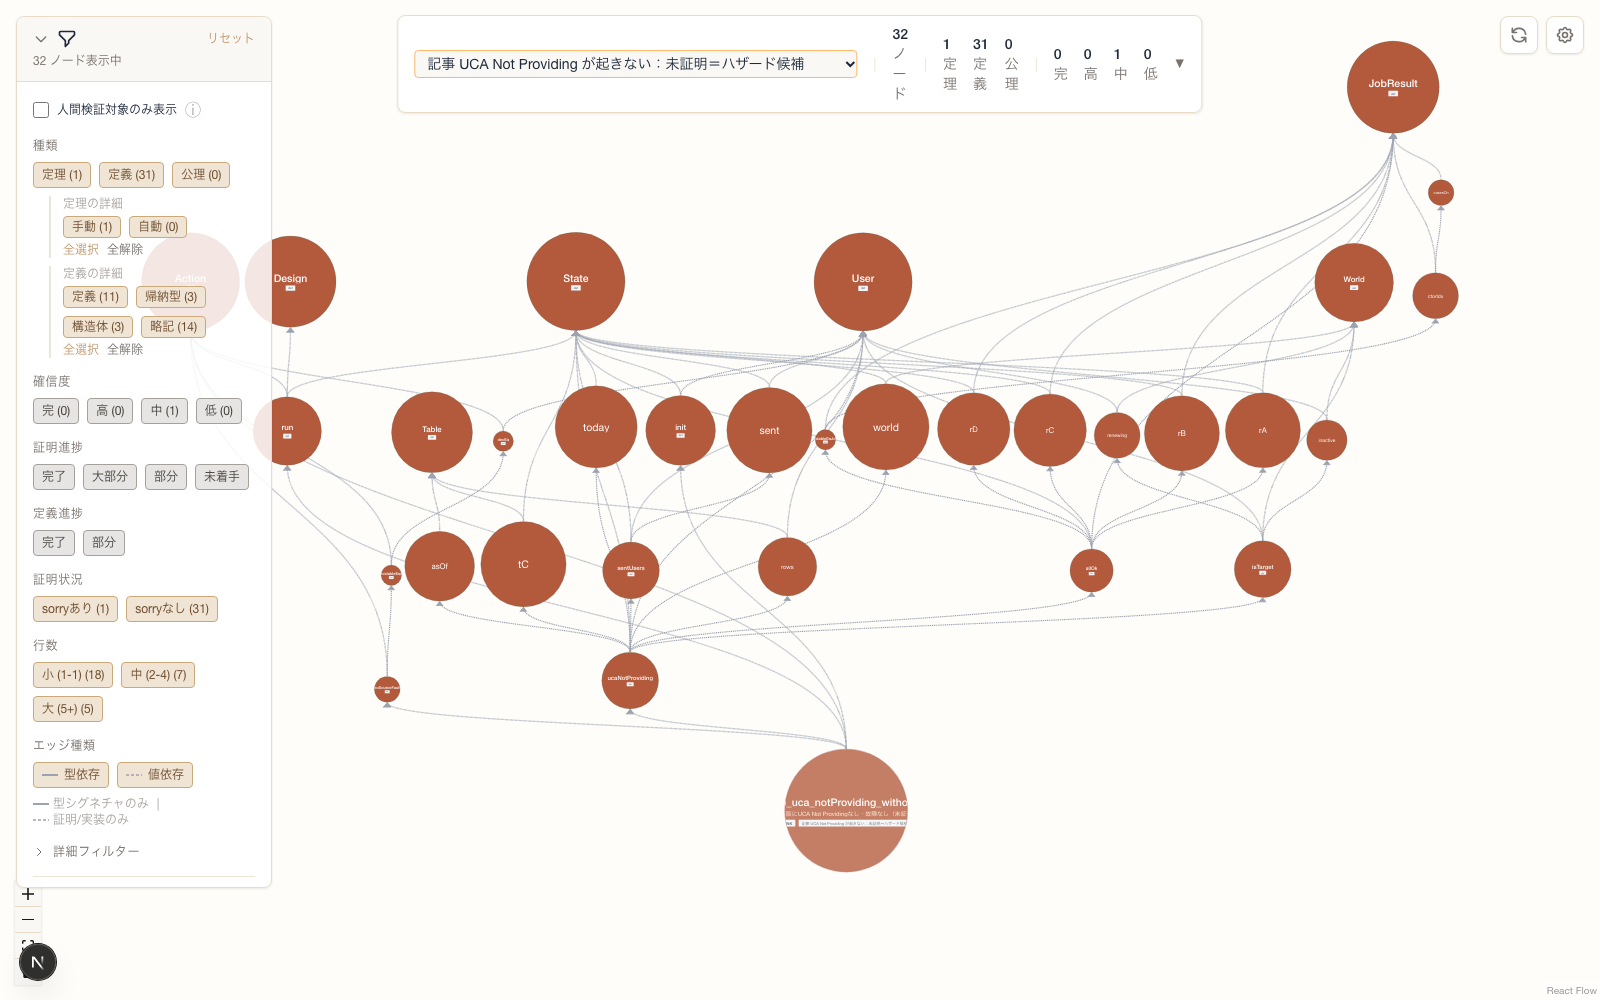 リセット
32 ノード表示中
人間検証対象のみ表示
種類
定理 (1)
定義 (31)
公理 (0)
定理の詳細
手動 (1)
自動 (0)
全選択 全解除
定義の詳細
定義 (11)
帰納型 (3)
構造体 (3)
略記 (14)
全選択 全解除
確信度
完 (0)
高 (0)
中 (1)
低 (0)
証明進捗
完了
大部分
部分
未着手
定義進捗
完了
部分
証明状況
sorryあり (1)
sorryなし (31)
行数
小 (1-1) (18)
中 (2-4) (7)
大 (5+) (5)
エッジ種類
型依存
値依存
型シグネチャのみ |
証明/実装のみ
詳細フィルター
N
記事 UCA Not Providing が起きない：未証明＝ハザード候補
32 ノード
1 定理
31 定義
0 公理
0 完
0 高
1 中
0 低
▼
JobResult
Action
Design
State
User
World
run
Table
today
init
sent
world
rD
rC
renewing
rB
rA
inactive
asOf
tC
sentUsers
rows
allOk
isTarget
ucaNotProviding
_uca_notProviding_witho
React Flow